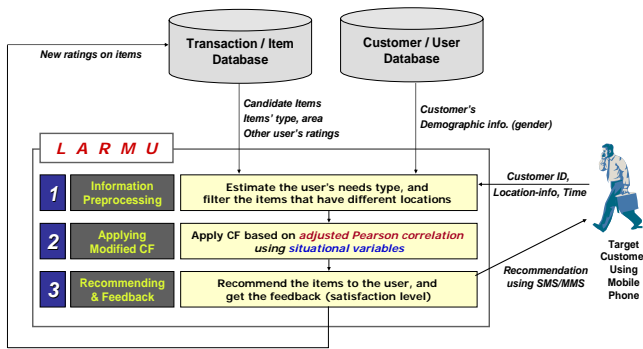 New ratings on items
Transaction / Item
Database
Customer / User
Database
Candidate Items
Items' type, area
Other user's ratings
Customer's
Demographic info. (gender)
L A R M U
1
Information
Preprocessing
Estimate the user's needs type, and
filter the items that have different locations
Customer ID,
Location-info, Time
2
Applying
Modified CF
Apply CF based on adjusted Pearson correlation
using situational variables
3
Recommending
& Feedback
Recommend the items to the user, and
get the feedback (satisfaction level)
Recommendation
using SMS/MMS
Target
Custome
Using
Mobile
Phone